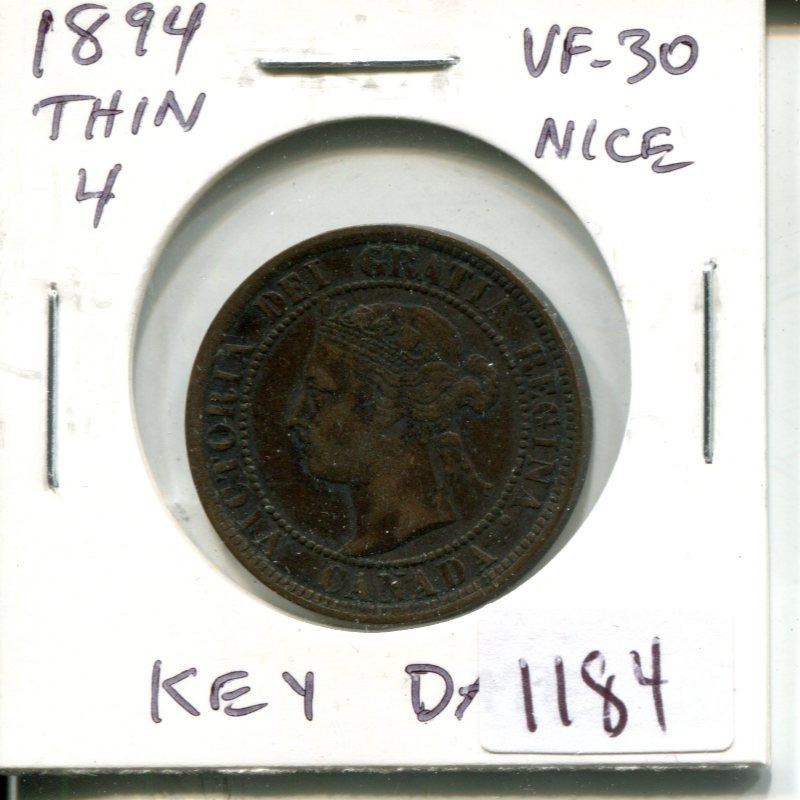 1894
THIN
4
VF-30
NICE
VICTORIA DEI GRATIA REGINA.
CANADA
KEY
1184